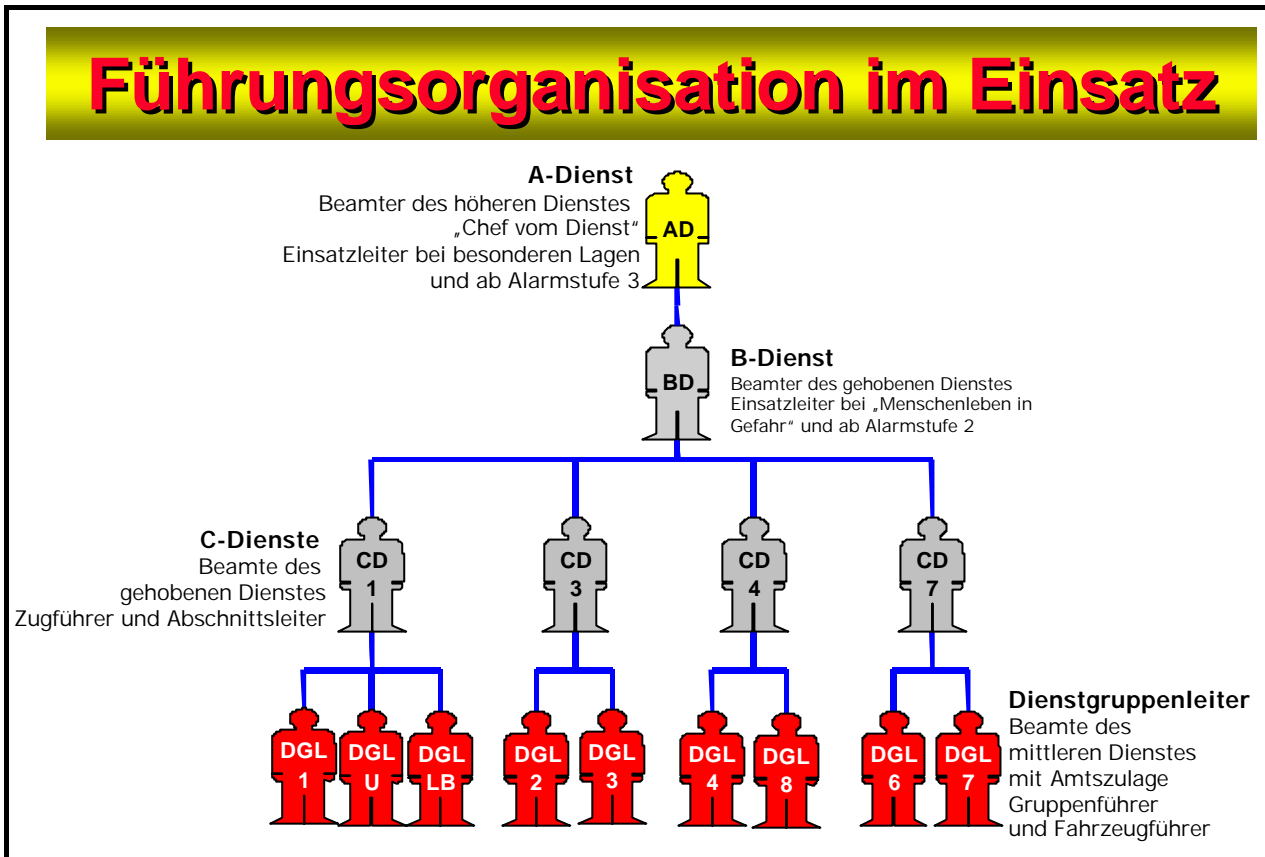 Führungsorganisation im Einsatz
A-Dienst
Beamter des höheren Dienstes
„Chef vom Dienst“
Einsatzleiter bei besonderen Lagen
und ab Alarmstufe 3
AD
BD
B-Dienst
Beamter des gehobenen Dienstes
Einsatzleiter bei „Menschenleben in
Gefahr“ und ab Alarmstufe 2
C-Dienste
Beamte des
gehobenen Dienstes
Zugführer und Abschnittsleiter
CD
1
CD
3
CD
4
CD
7
DGL
1
DGL
U
DGL
LB
DGL
2
DGL
3
DGL
4
DGL
8
DGL
6
DGL
7
Dienstgruppenleiter
Beamte des
mittleren Dienstes
mit Amtszulage
Gruppenführer
und Fahrzeugführer